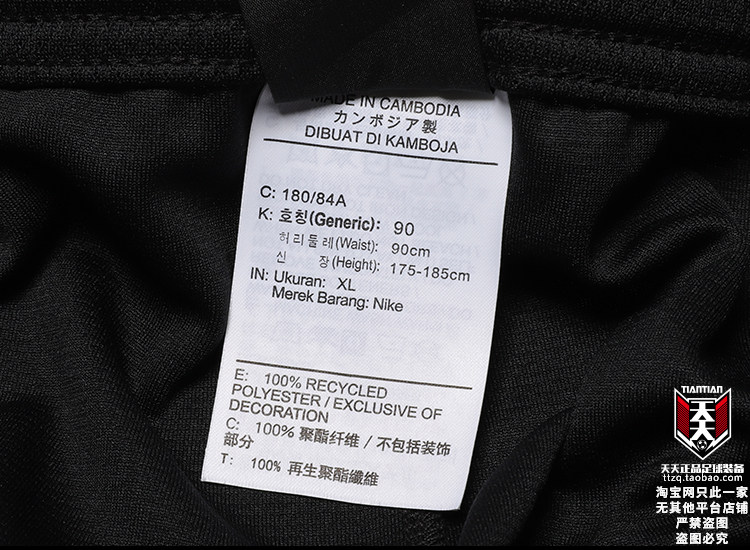 MADE IN CAMBODIA
カンボジア製
DIBUAT DI KAMBOJA
C: 180/84A
K: 호칭(Generic): 90
허리둘레(Waist): 90cm
신 장(Height): 175-185cm
IN: Ukuran: XL
Merek Barang: Nike
E: 100% RECYCLED
POLYESTER / EXCLUSIVE OF
DECORATION
C: 100% 聚酯纤维 / 不包括装饰
部分
T: 100% 再生聚酯纖維
TIANTIAN
天天
天天正品足球装备
ttzq.taobao.com
淘宝网只此一家
无其他平台店铺
严禁盗图
盗图必究